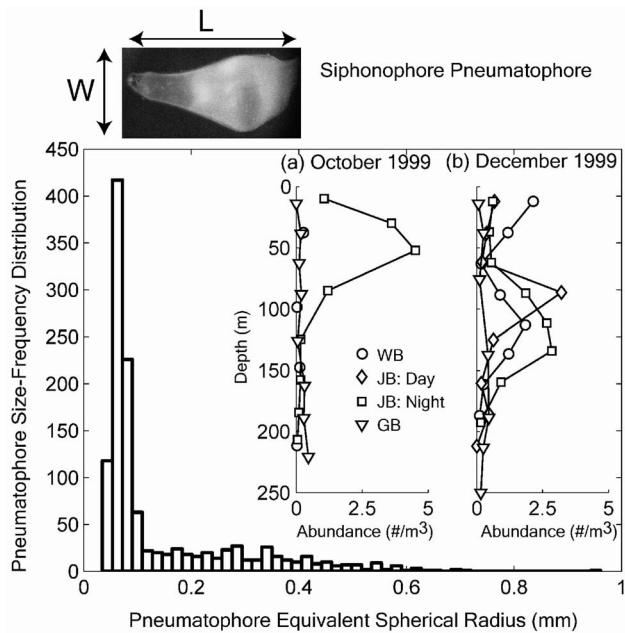 L
W
Siphonophore Pneumatophore
Pneumatophore Size-Frequency Distribution
450
400
350
300
250
200
150
100
50
0
0
0.2
0.4
0.6
0.8
1
Pneumatophore Equivalent Spherical Radius (mm)
(a) October 1999
Depth (m)
0
50
100
150
200
250
0
5
Abundance (#/m³)
WB
JB: Day
JB: Night
GB
(b) December 1999
0
2.5
5
Abundance (#/m³)